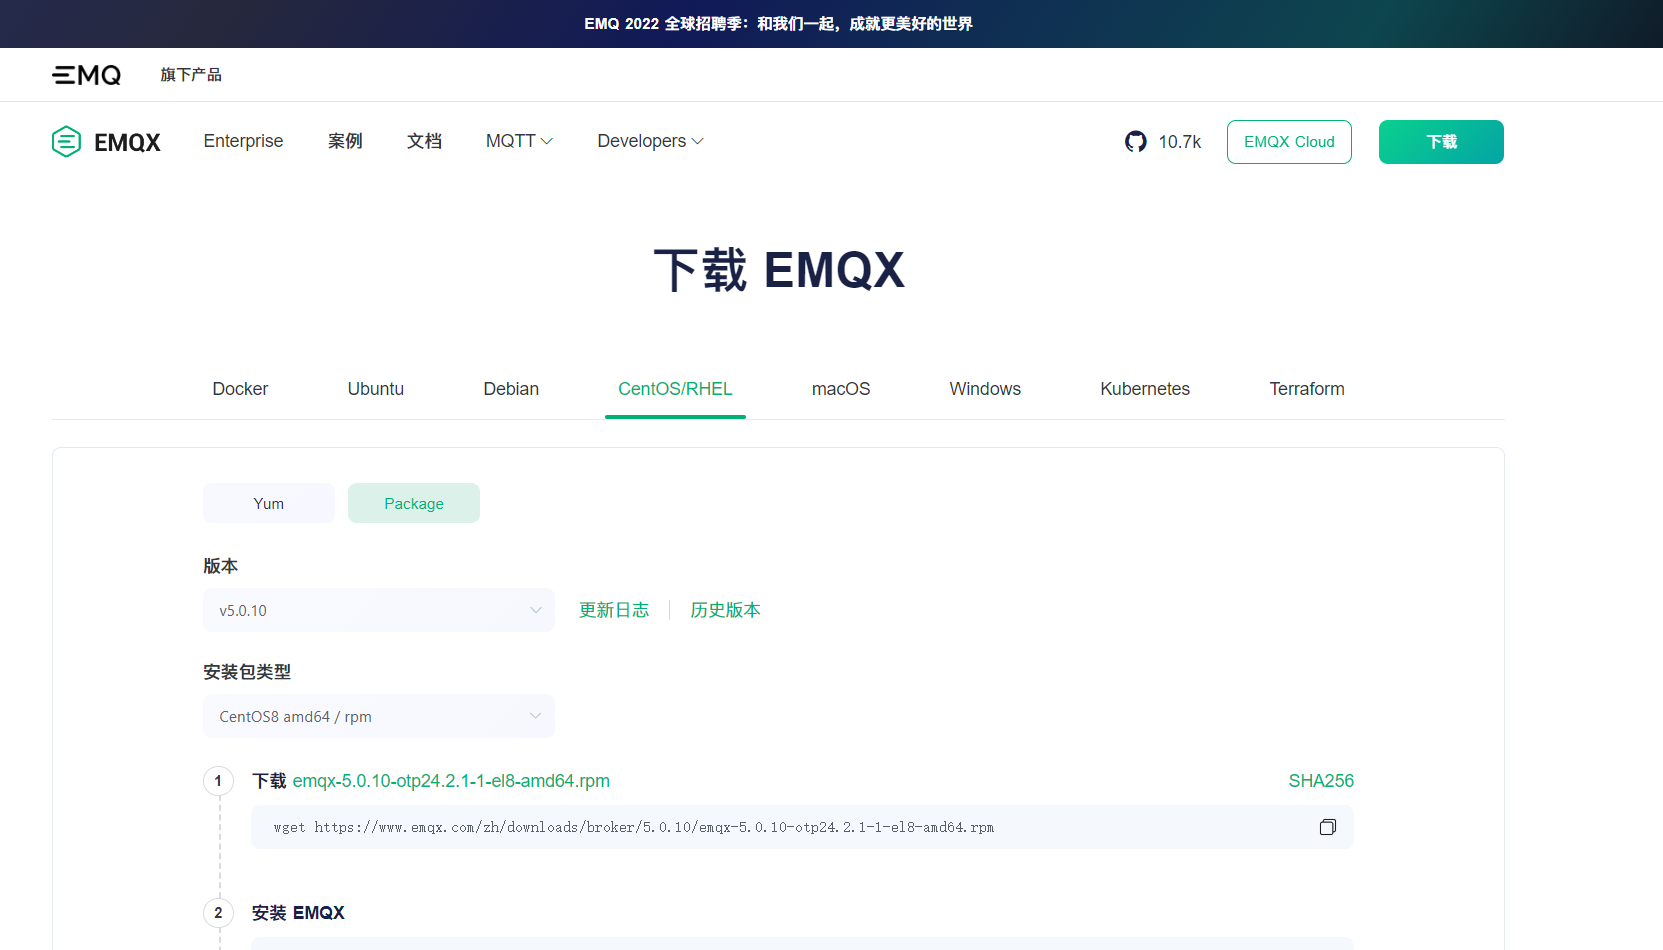 EMQ 2022 全球招聘季：和我们一起，成就更美好的世界
EMQ 旗下产品
EMQX Enterprise 案例 文档 MQTT Developers 10.7k EMQX Cloud 下载
下载 EMQX
Docker Ubuntu Debian CentOS/RHEL macOS Windows Kubernetes Terraform
Yum Package
版本
v5.0.10 更新日志 历史版本
安装包类型
CentOS8 amd64 / rpm
1 下载 emqx-5.0.10-otp24.2.1-1-el8-amd64.rpm SHA256
wget https://www.emqx.com/zh/downloads/broker/5.0.10/emqx-5.0.10-otp24.2.1-1-el8-amd64.rpm
2 安装 EMQX